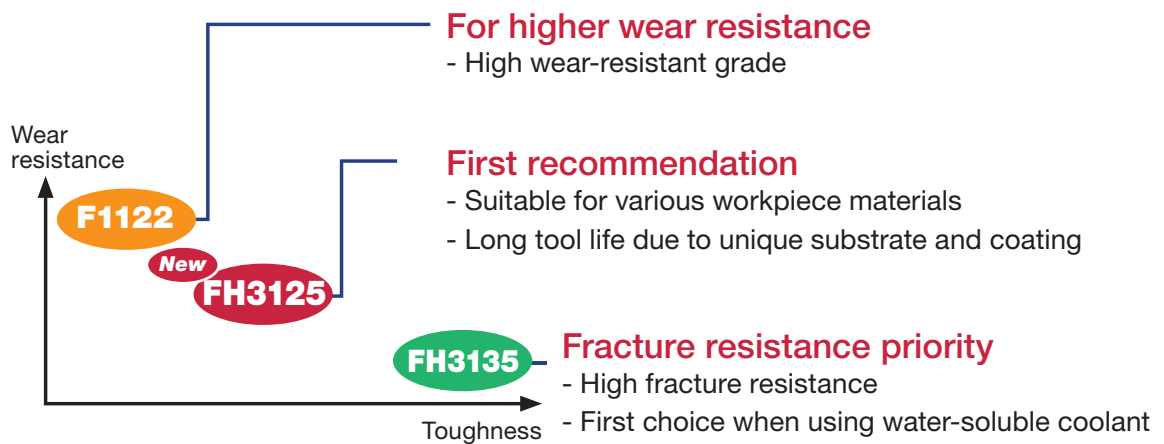 For higher wear resistance
- High wear-resistant grade
Wear
resistance
F1122
First recommendation
- Suitable for various workpiece materials
- Long tool life due to unique substrate and coating
New
FH3125
FH3135
Fracture resistance priority
- High fracture resistance
- First choice when using water-soluble coolant
Toughness